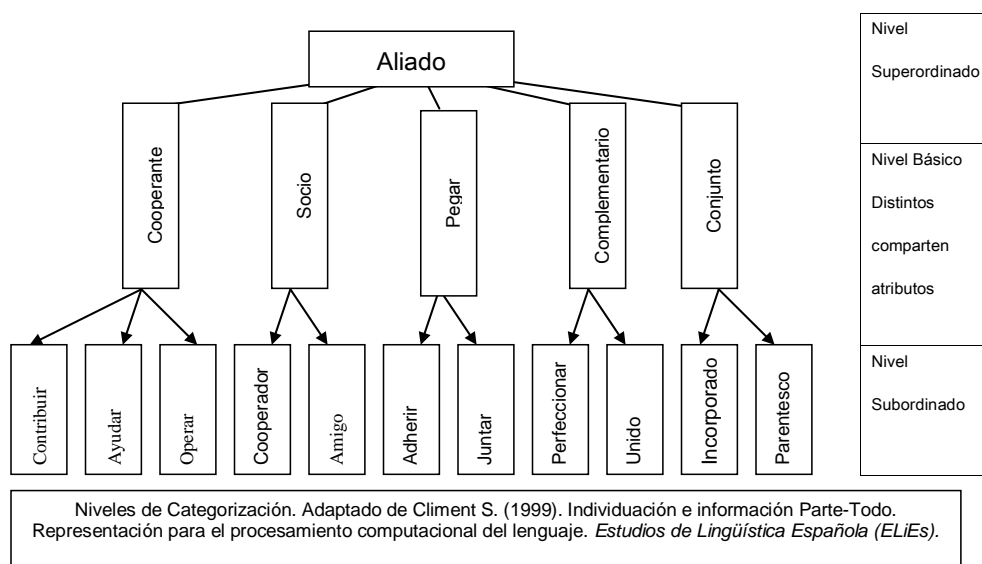 Aliado
Nivel
Superordinado
Cooperante
Socio
Pegar
Complementario
Conjunto
Nivel Básico
Distintos
comparten
atributos
Contribuir
Ayudar
Operar
Cooperador
Amigo
Adherir
Juntar
Perfeccionar
Unido
Incorporado
Parentesco
Nivel
Subordinado
Niveles de Categorización. Adaptado de Climent S. (1999). Individuación e información Parte-Todo.
Representación para el procesamiento computacional del lenguaje. Estudios de Lingüística Española (ELiEs).